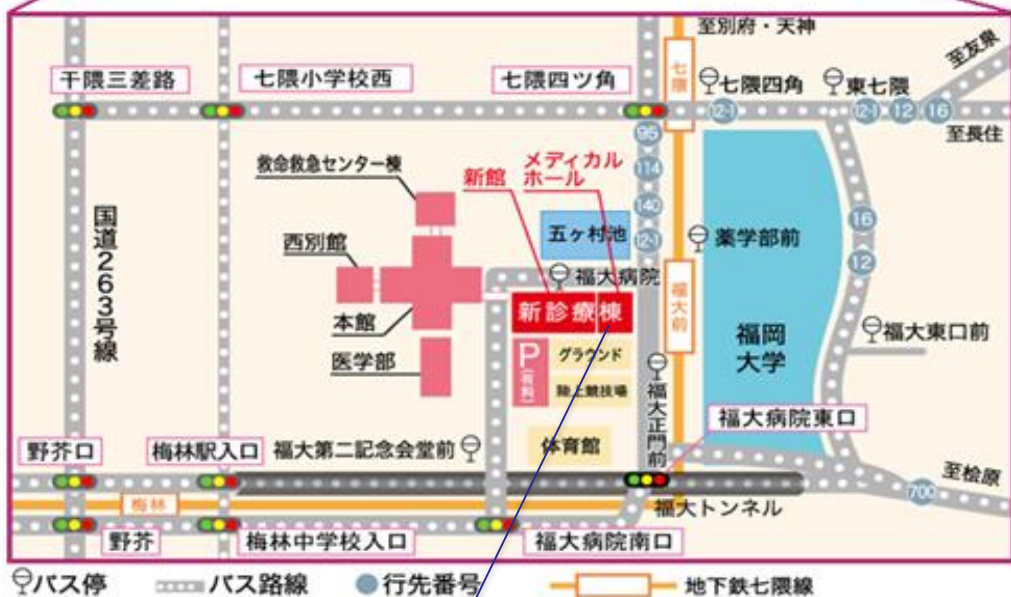 至別府・天神
至友泉
干隈三差路
七隈小学校西
七隈四ツ角
七隈
七隈四角
東七隈
12-1
12-1
12
16
至長住
95
114
140
12-1
救命救急センター棟
新館
メディカル
ホール
国道263号線
西別館
五ヶ村池
薬学部前
16
12
福大病院
本館
新診療棟
福大前
福岡
大学
福大東口前
医学部
P
(有料)
グラウンド
陸上競技場
福大正門前
福大病院東口
野芥口
梅林駅入口
福大第二記念会堂前
体育館
至桧原
700
梅林
福大トンネル
野芥
梅林中学校入口
福大病院南口
バス停
バス路線
行先番号
地下鉄七隈線